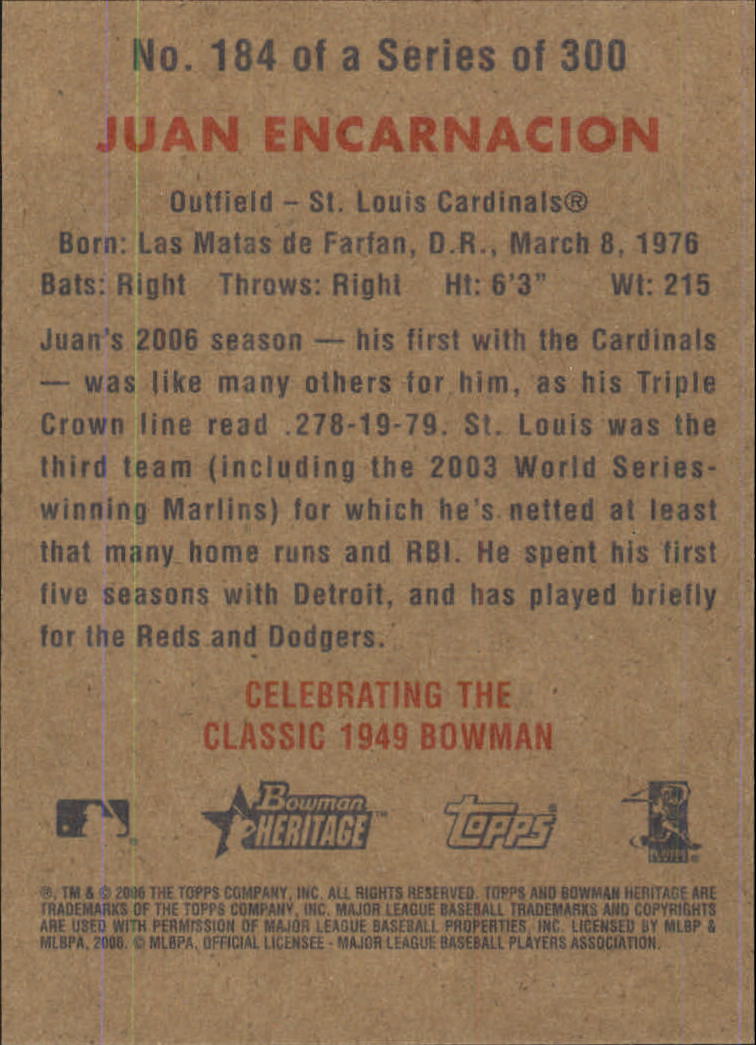 No. 184 of a Series of 300
JUAN ENCARNACION
Outfield – St. Louis Cardinals®
Born: Las Matas de Farfan, D.R., March 8, 1976
Bats: Right Throws: Right Ht: 6'3" Wt: 215
Juan's 2006 season — his first with the Cardinals
— was like many others for him, as his Triple
Crown line read .278-19-79. St. Louis was the
third team (including the 2003 World Series-
winning Marlins) for which he's netted at least
that many home runs and RBI. He spent his first
five seasons with Detroit, and has played briefly
for the Reds and Dodgers.
CELEBRATING THE
CLASSIC 1949 BOWMAN
Bowman
HERITAGE™
Topps®
®, TM & © 2006 THE TOPPS COMPANY, INC. ALL RIGHTS RESERVED. TOPPS AND BOWMAN HERITAGE ARE
TRADEMARKS OF THE TOPPS COMPANY, INC. MAJOR LEAGUE BASEBALL TRADEMARKS AND COPYRIGHTS
ARE USED WITH PERMISSION OF MAJOR LEAGUE BASEBALL PROPERTIES, INC. LICENSED BY MLBP &
MLBPA, 2006. © MLBPA, OFFICIAL LICENSEE - MAJOR LEAGUE BASEBALL PLAYERS ASSOCIATION.